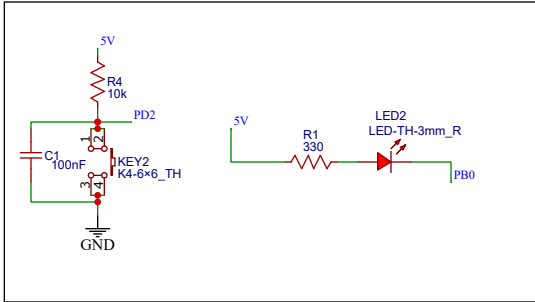 5V
R4
10k
PD2
1
2
C1
100nF
KEY2
K4-6×6_TH
3
4
GND
5V
R1
330
LED2
LED-TH-3mm_R
PB0